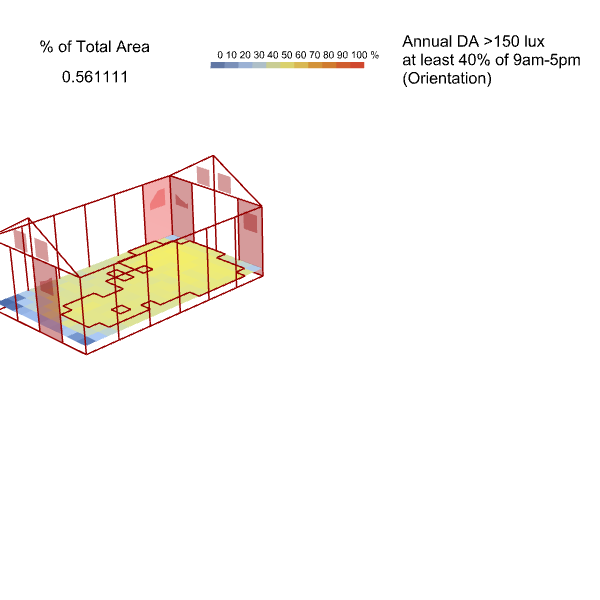 % of Total Area
0.561111
0 10 20 30 40 50 60 70 80 90 100 %
Annual DA >150 lux
at least 40% of 9am-5pm
(Orientation)